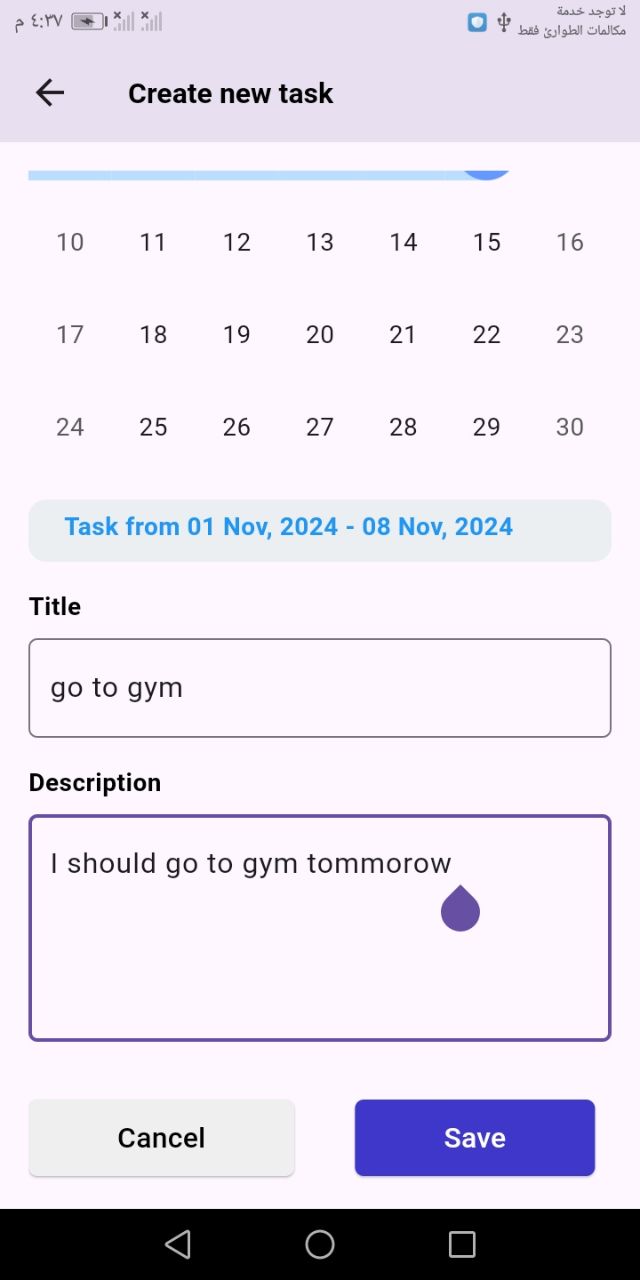 م ٤:٣٧
لا توجد خدمة
مكالمات الطوارئ فقط
Create new task
10 11 12 13 14 15 16
17 18 19 20 21 22 23
24 25 26 27 28 29 30
Task from 01 Nov, 2024 - 08 Nov, 2024
Title
go to gym
Description
I should go to gym tommorow
Cancel Save